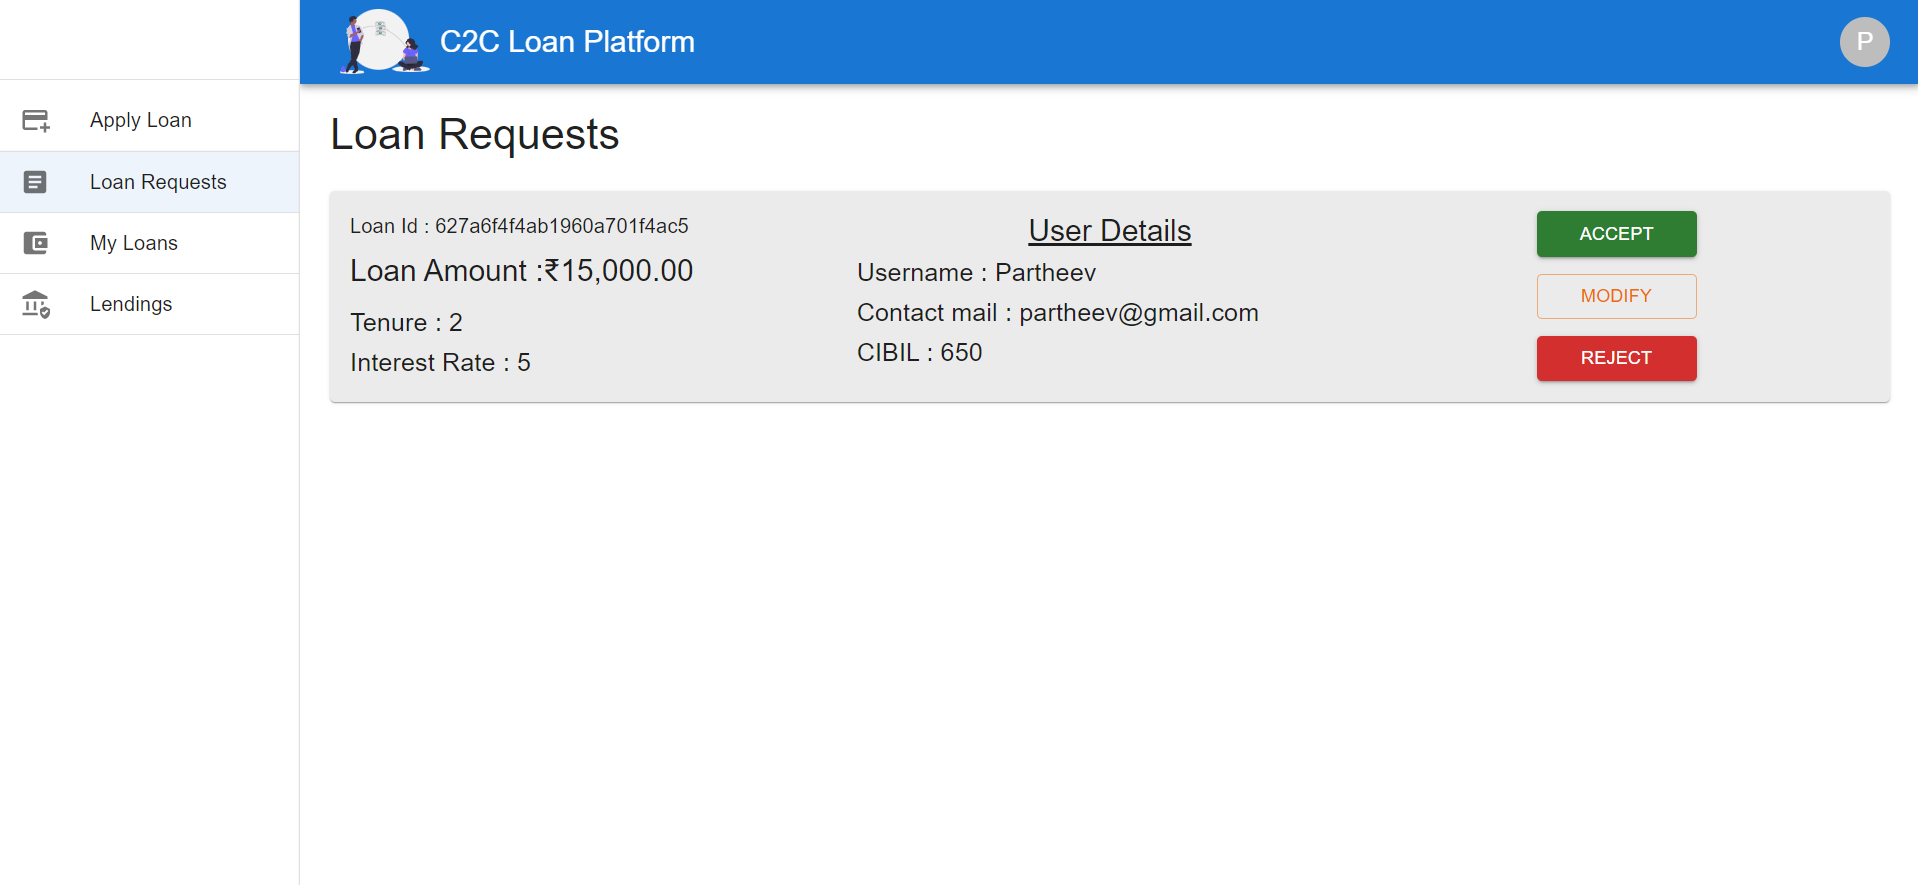 C2C Loan Platform
P
Apply Loan
Loan Requests
My Loans
Lendings
Loan Requests
Loan Id : 627a6f4f4ab1960a701f4ac5
Loan Amount :₹15,000.00
Tenure : 2
Interest Rate : 5
User Details
Username : Partheev
Contact mail : partheev@gmail.com
CIBIL : 650
ACCEPT
MODIFY
REJECT